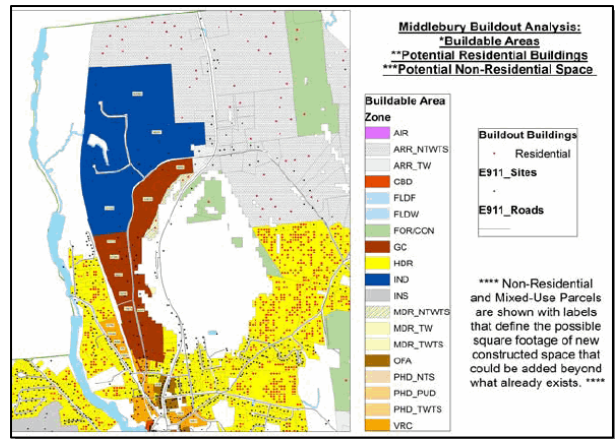 Middlebury Buildout Analysis:
*Buildable Areas
**Potential Residential Buildings
***Potential Non-Residential Space
Buildable Area
Zone
AIR
ARR_NTWTS
ARR_TW
CBD
FLDF
FLDW
FOR/CON
GC
HDR
IND
INS
MDR_NTWTS
MDR_TW
MDR_TWTS
OFA
PHD_NTS
PHD_PUD
PHD_TWTS
VRC
Buildout Buildings
Residential
E911_Sites
E911_Roads
**** Non-Residential
and Mixed-Use Parcels
are shown with labels
that define the possible
square footage of new
constructed space that
could be added beyond
what already exists. ****